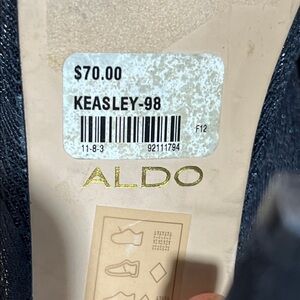 $70.00
KEASLEY-98
F12
11-8-3 92111794
ALDO